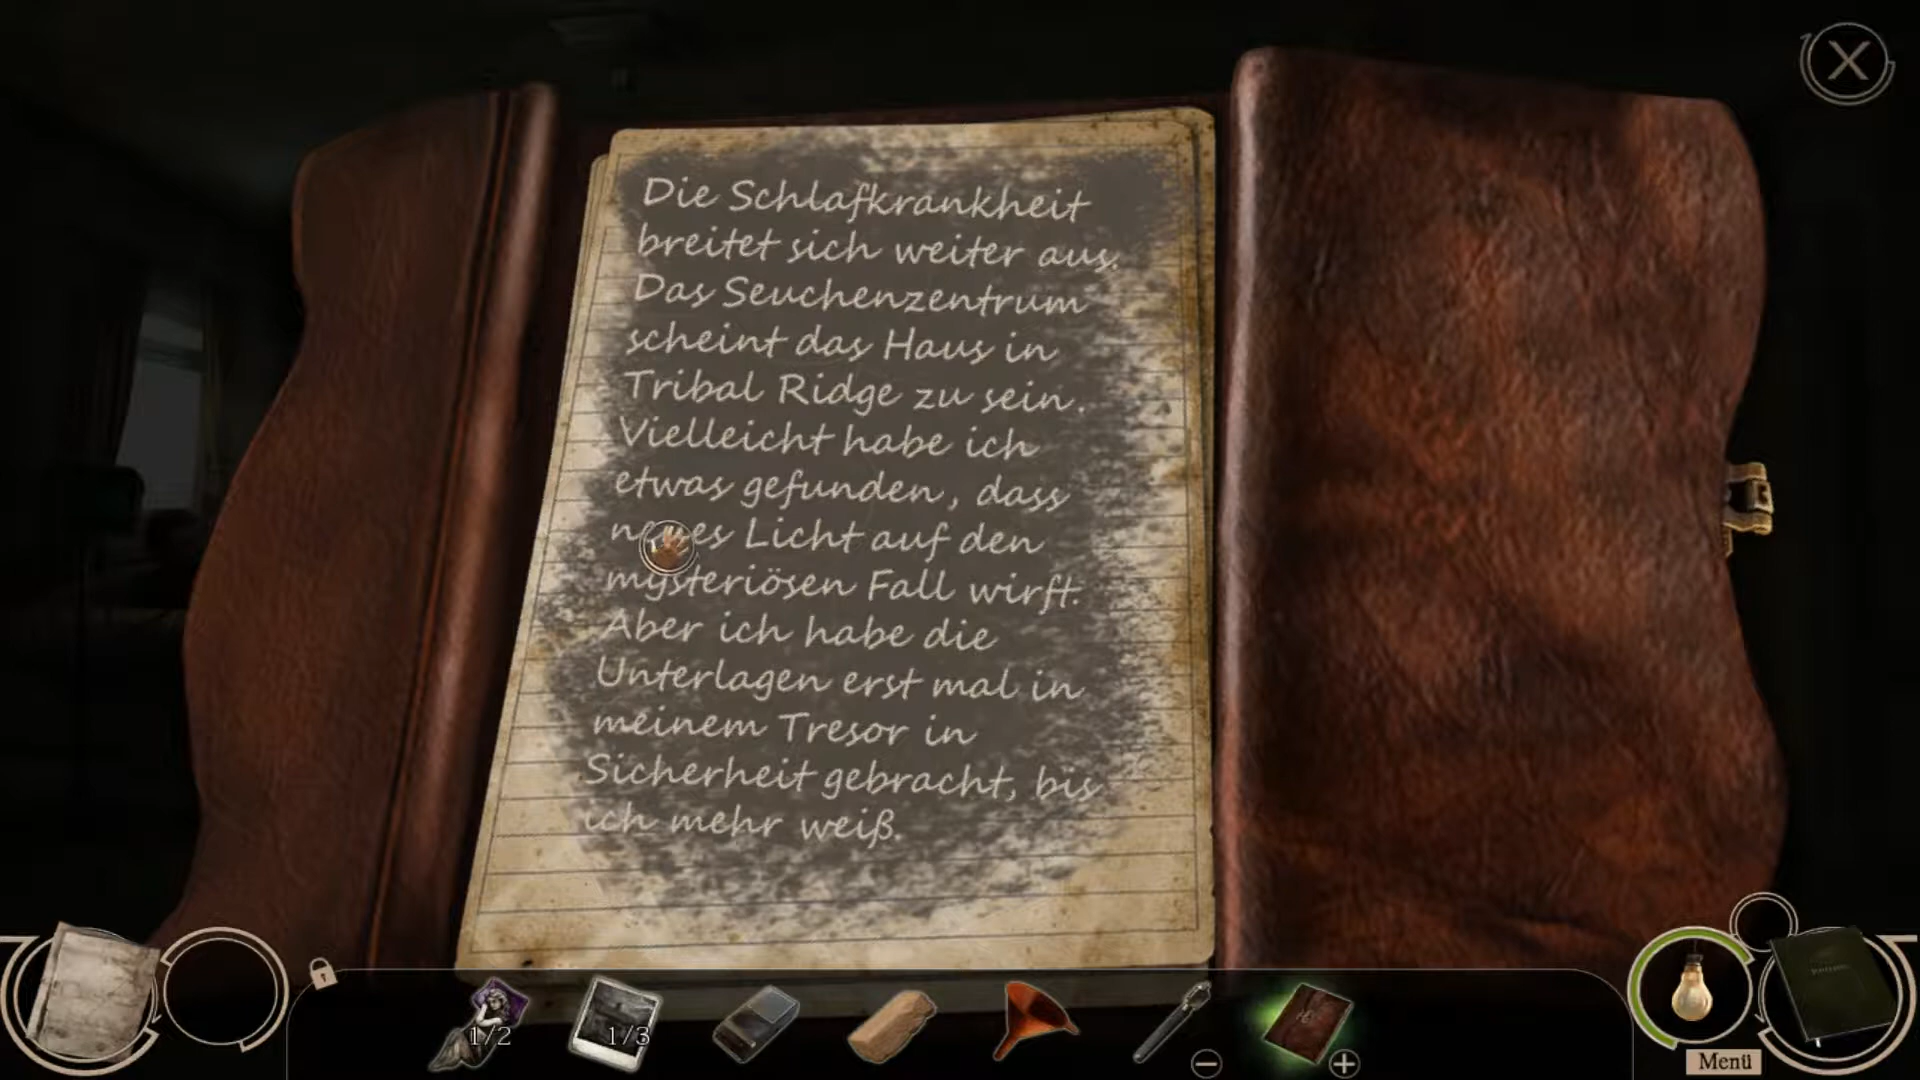 Die Schlafkrankheit
breitet sich weiter aus.
Das Seuchenzentrum
scheint das Haus in
Tribal Ridge zu sein.
Vielleicht habe ich
etwas gefunden, dass
Licht auf den
mysteriösen Fall wirft.
Aber ich habe die
Unterlagen erst mal in
meinem Tresor in
Sicherheit gebracht, bis
ich mehr weiß.
1/2
1/3
Menü